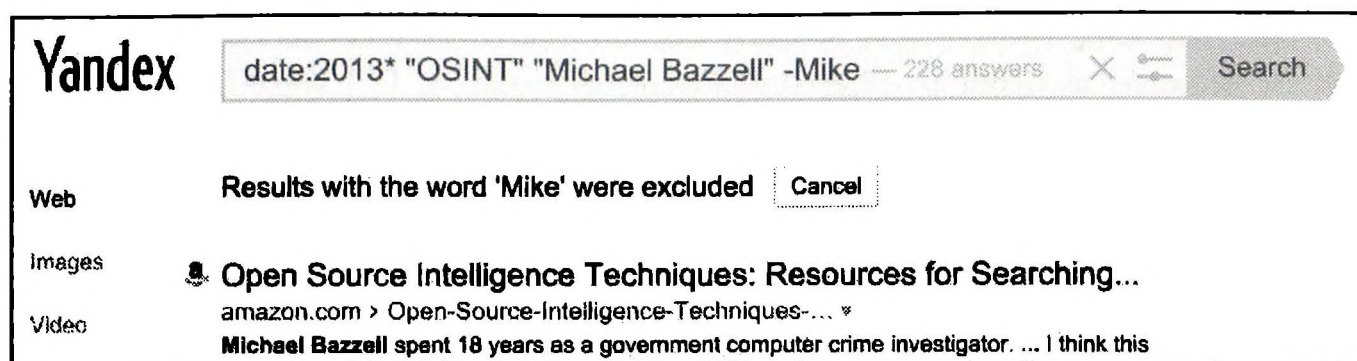 Yandex
date:2013* "OSINT" "Michael Bazzell" -Mike — 228 answers Search
Results with the word 'Mike' were excluded Cancel
Web
Images
Video
Open Source Intelligence Techniques: Resources for Searching...
amazon.com › Open-Source-Intelligence-Techniques-...
Michael Bazzell spent 18 years as a government computer crime investigator. ... I think this